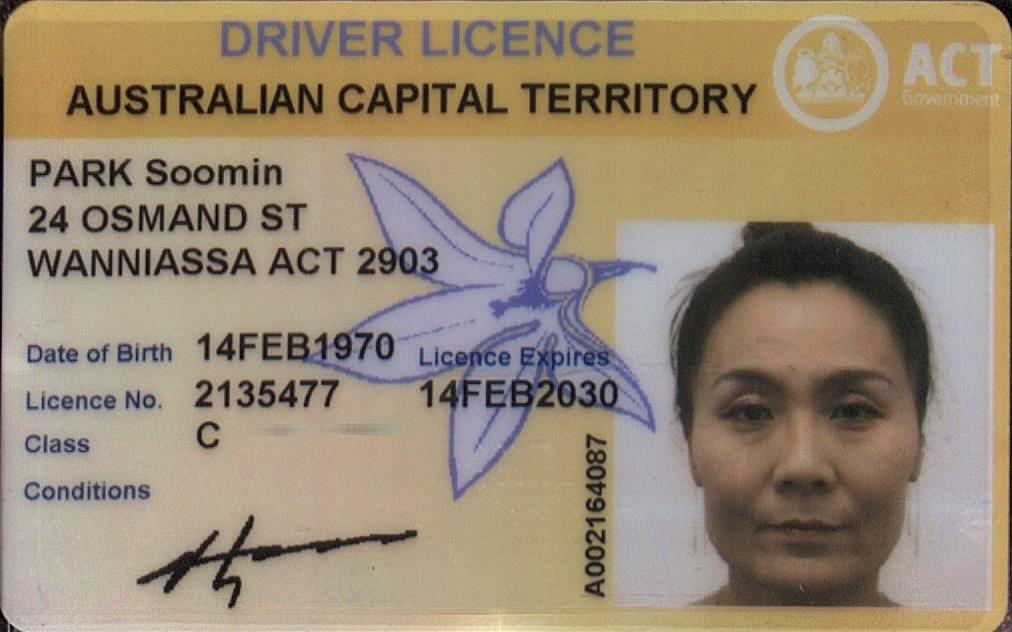 DRIVER LICENCE
AUSTRALIAN CAPITAL TERRITORY
ACT
Government
PARK Soomin
24 OSMAND ST
WANNIASSA ACT 2903
Date of Birth 14FEB1970
Licence Expires
Licence No. 2135477
14FEB2030
Class C
Conditions
A002164087